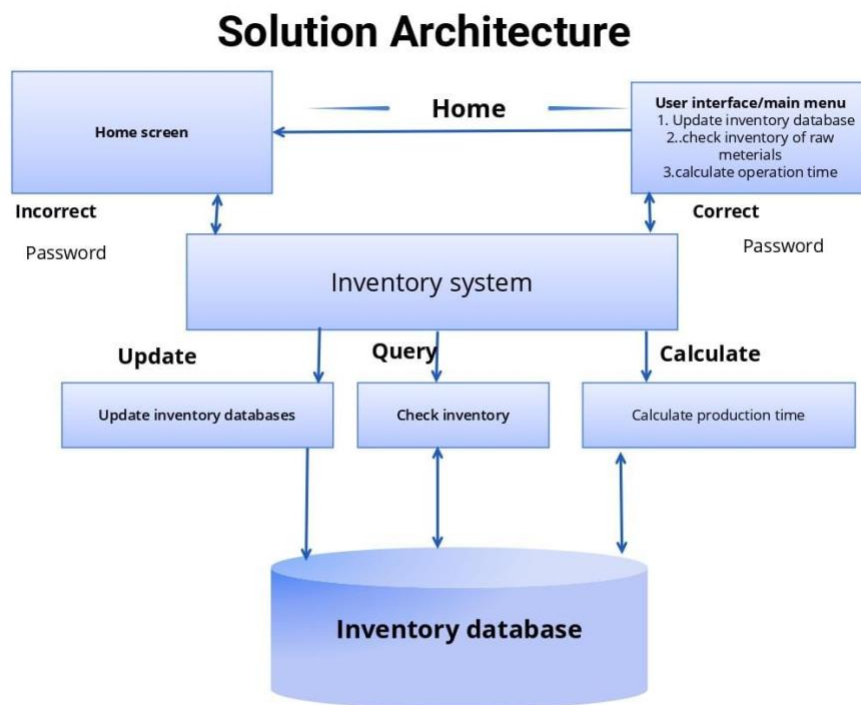 Solution Architecture
Home screen
Home
User interface/main menu
1. Update inventory database
2..check inventory of raw
meterials
3.calculate operation time
Incorrect
Password
Correct
Password
Inventory system
Update
Query
Calculate
Update inventory databases
Check inventory
Calculate production time
Inventory database